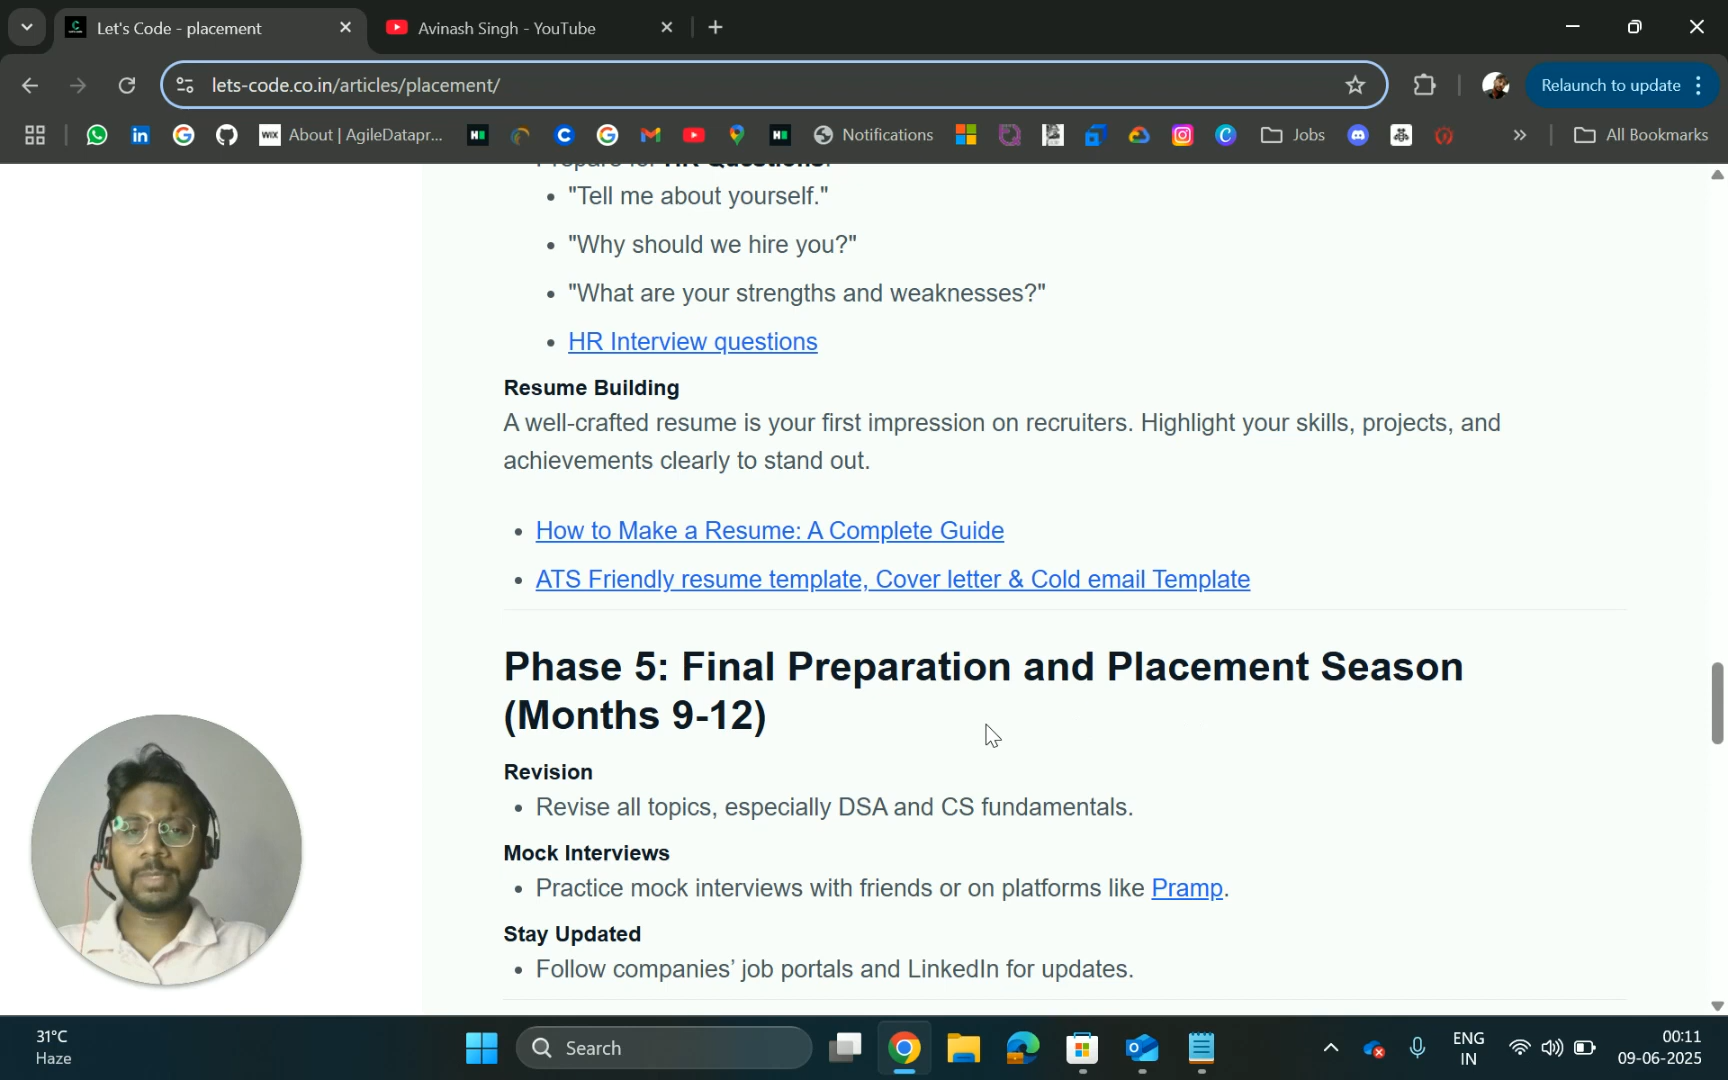 Let's Code - placement
Avinash Singh - YouTube
lets-code.co.in/articles/placement/
Relaunch to update
WIX About | AgileDatapr...
Notifications
Jobs
All Bookmarks
Prepare for HR Questions:
"Tell me about yourself."
"Why should we hire you?"
"What are your strengths and weaknesses?"
HR Interview questions
Resume Building
A well-crafted resume is your first impression on recruiters. Highlight your skills, projects, and
achievements clearly to stand out.
How to Make a Resume: A Complete Guide
ATS Friendly resume template, Cover letter & Cold email Template
Phase 5: Final Preparation and Placement Season
(Months 9-12)
Revision
Revise all topics, especially DSA and CS fundamentals.
Mock Interviews
Practice mock interviews with friends or on platforms like Pramp.
Stay Updated
Follow companies’ job portals and LinkedIn for updates.
31°C
Haze
Search
ENG
IN
00:11
09-06-2025